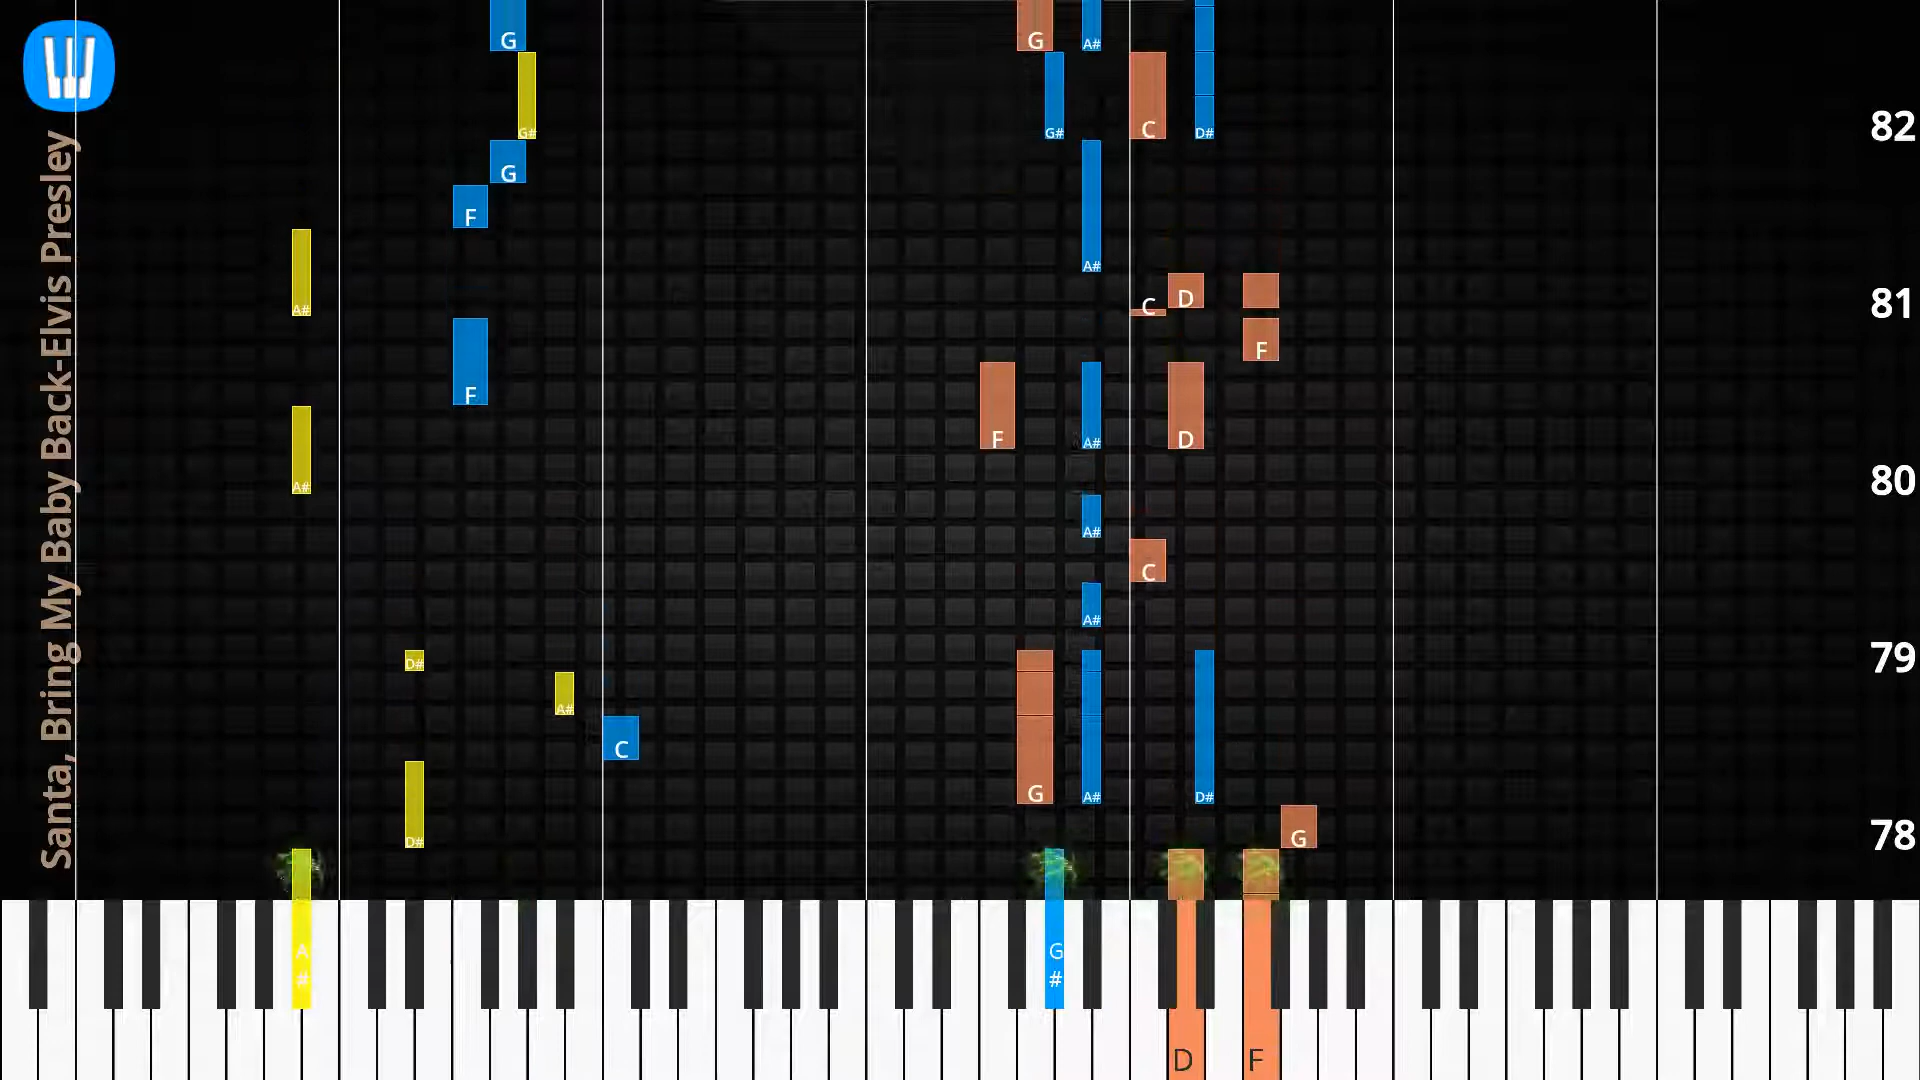 Santa, Bring My Baby Back-Elvis Presley
G G A#
G# G# C D# 82
G
F
A#
A# C D 81
F
F
F A# D
A# 80
A#
C
A#
D# 79
A#
C
G A# D#
D# G 78
A
#
G
#
D F